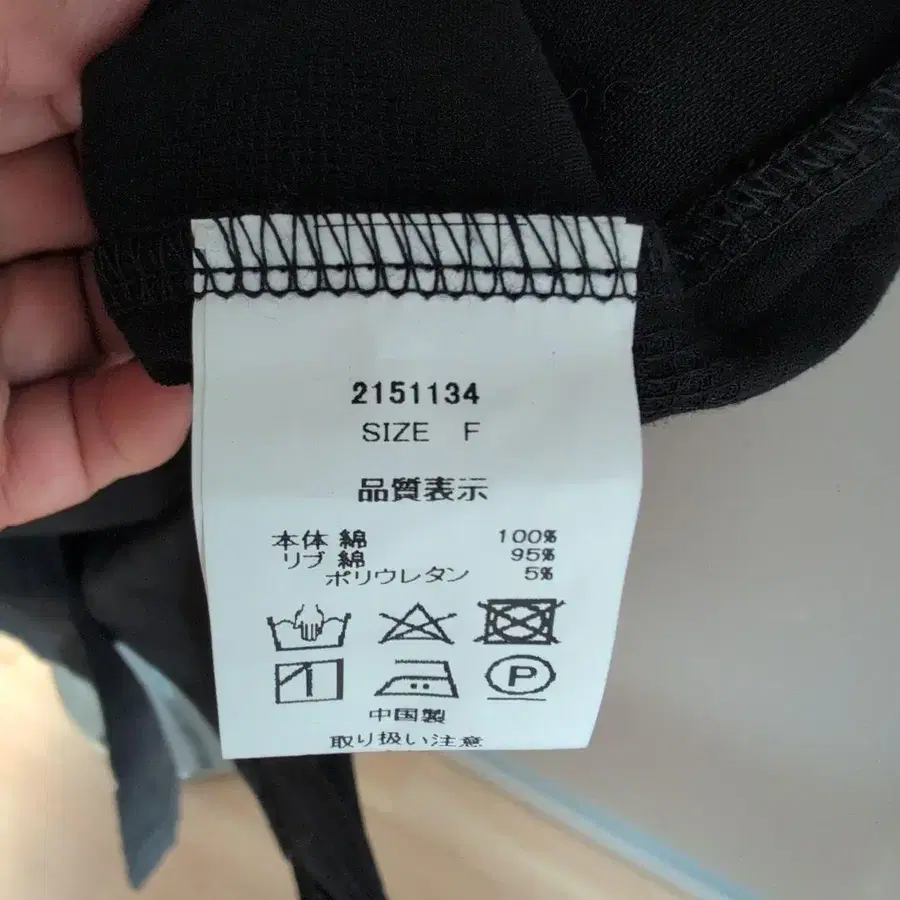 2151134
SIZE F
品質表示
本体 綿 100%
リブ 綿 95%
ポリウレタン 5%
P
中国製
取り扱い注意